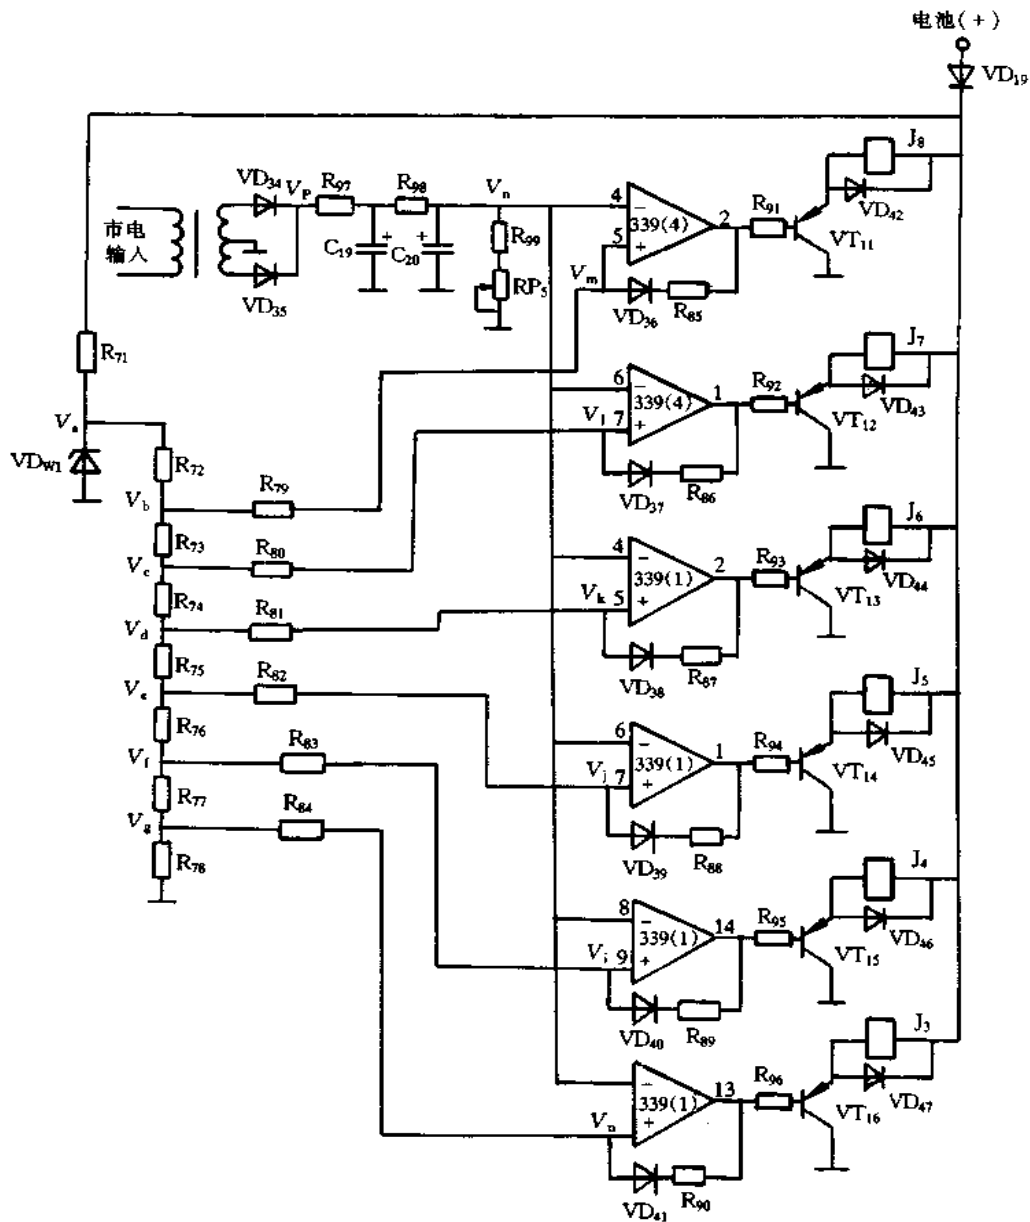 电池(+)
VD19
J8
VD34
VP
R97
R98
Vn
4
−
339(4)
2
R91
VD42
VT11
市电
输入
C19
+
C20
+
R99
5
+
Vm
RP5
VD35
VD36
R85
R71
J7
6
−
339(4)
1
R92
VD43
Va
V1
7
+
VT12
VDW1
R72
R79
VD37
R86
Vb
J6
R73
R80
Vc
4
−
339(1)
2
R93
VD44
R74
R81
Vk
5
+
VT13
Vd
R75
R82
VD38
R87
Ve
J5
R76
R83
6
−
339(1)
1
R94
VD45
Vf
Vj
7
+
VT14
R77
R84
Vg
VD39
R88
R78
J4
8
−
339(1)
14
R95
VD46
Vi
9
+
VT15
VD40
R89
J3
−
339(1)
13
R96
VD47
Vn
+
VT16
VD41
R90